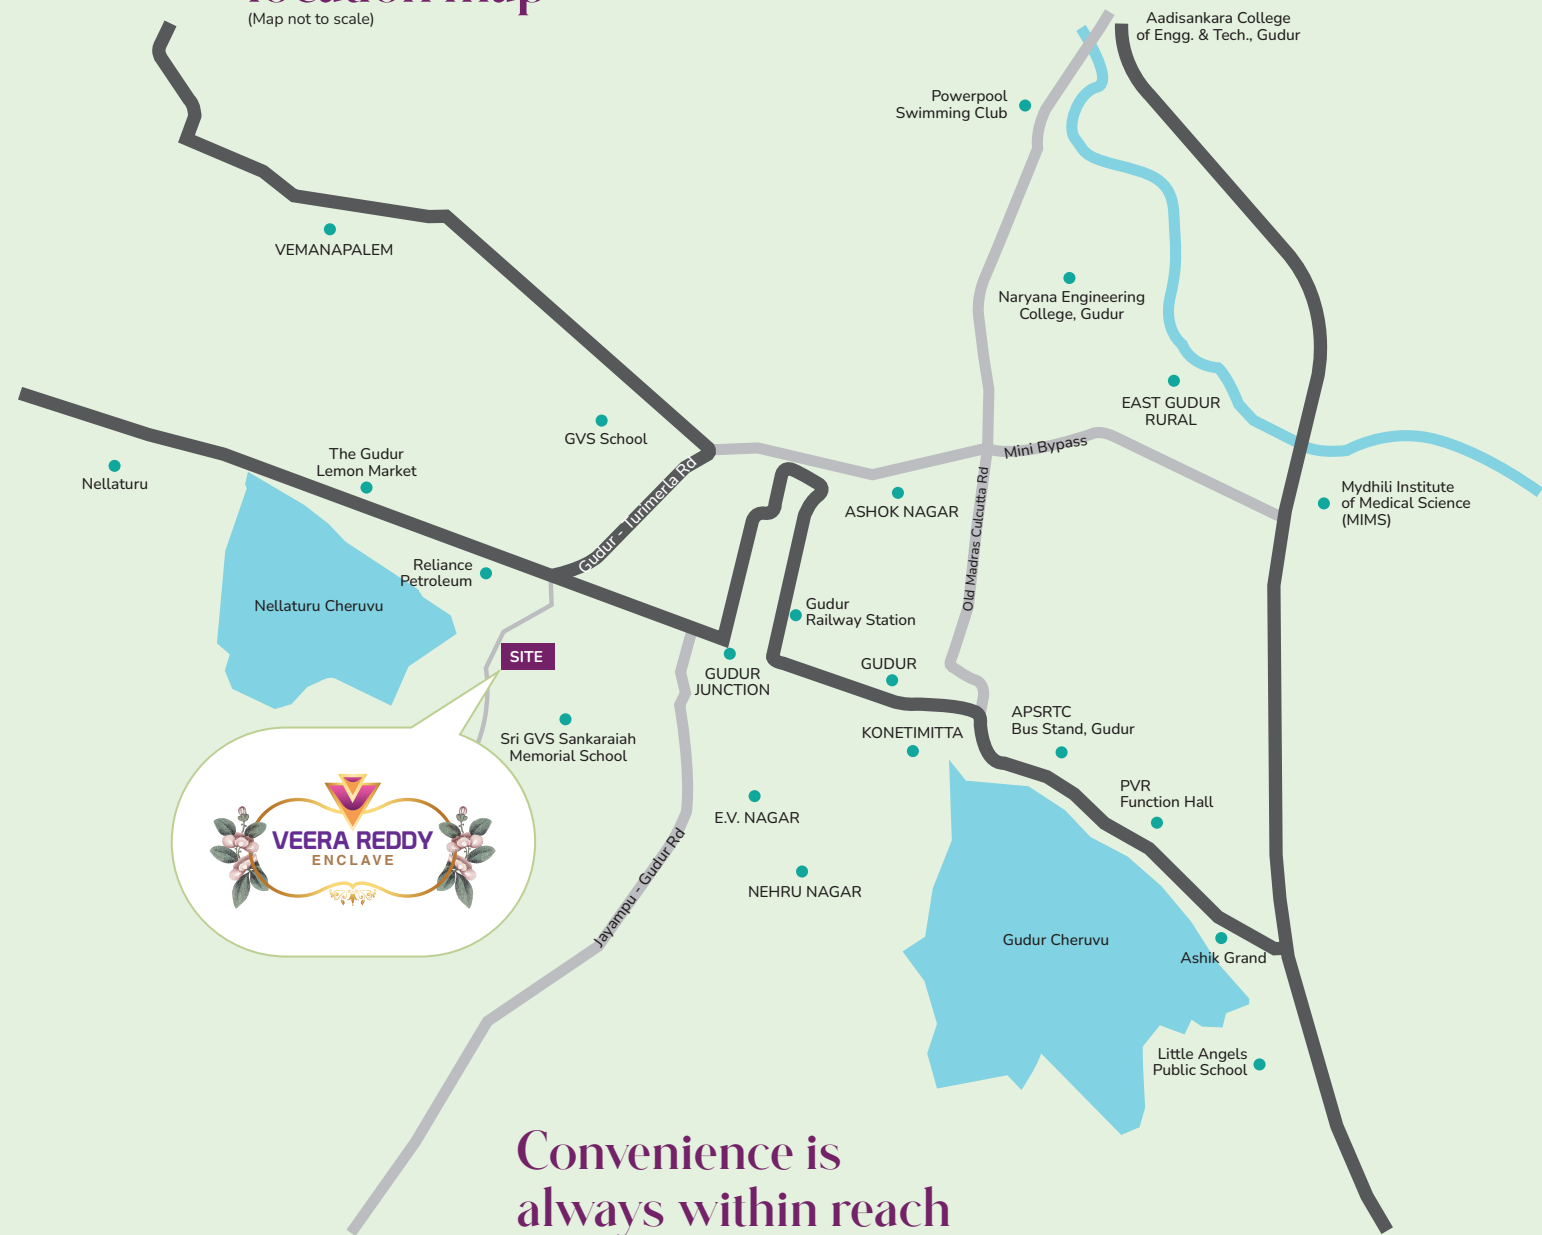 location map
(Map not to scale)
Aadisankara College
of Engg. & Tech., Gudur
Powerpool
Swimming Club
VEMANAPALEM
Naryana Engineering
College, Gudur
EAST GUDUR
RURAL
GVS School
Mini Bypass
The Gudur
Lemon Market
Nellaturu
Gudur - Turimerla Rd
ASHOK NAGAR
Old Madras Culcutta Rd
Mydhili Institute
of Medical Science
(MIMS)
Reliance
Petroleum
Nellaturu Cheruvu
Gudur
Railway Station
SITE
GUDUR
JUNCTION
GUDUR
KONETIMITTA
APSRTC
Bus Stand, Gudur
Sri GVS Sankaraiah
Memorial School
PVR
Function Hall
E.V. NAGAR
VEERA REDDY
ENCLAVE
Jayampu - Gudur Rd
NEHRU NAGAR
Gudur Cheruvu
Ashik Grand
Little Angels
Public School
Convenience is
always within reach